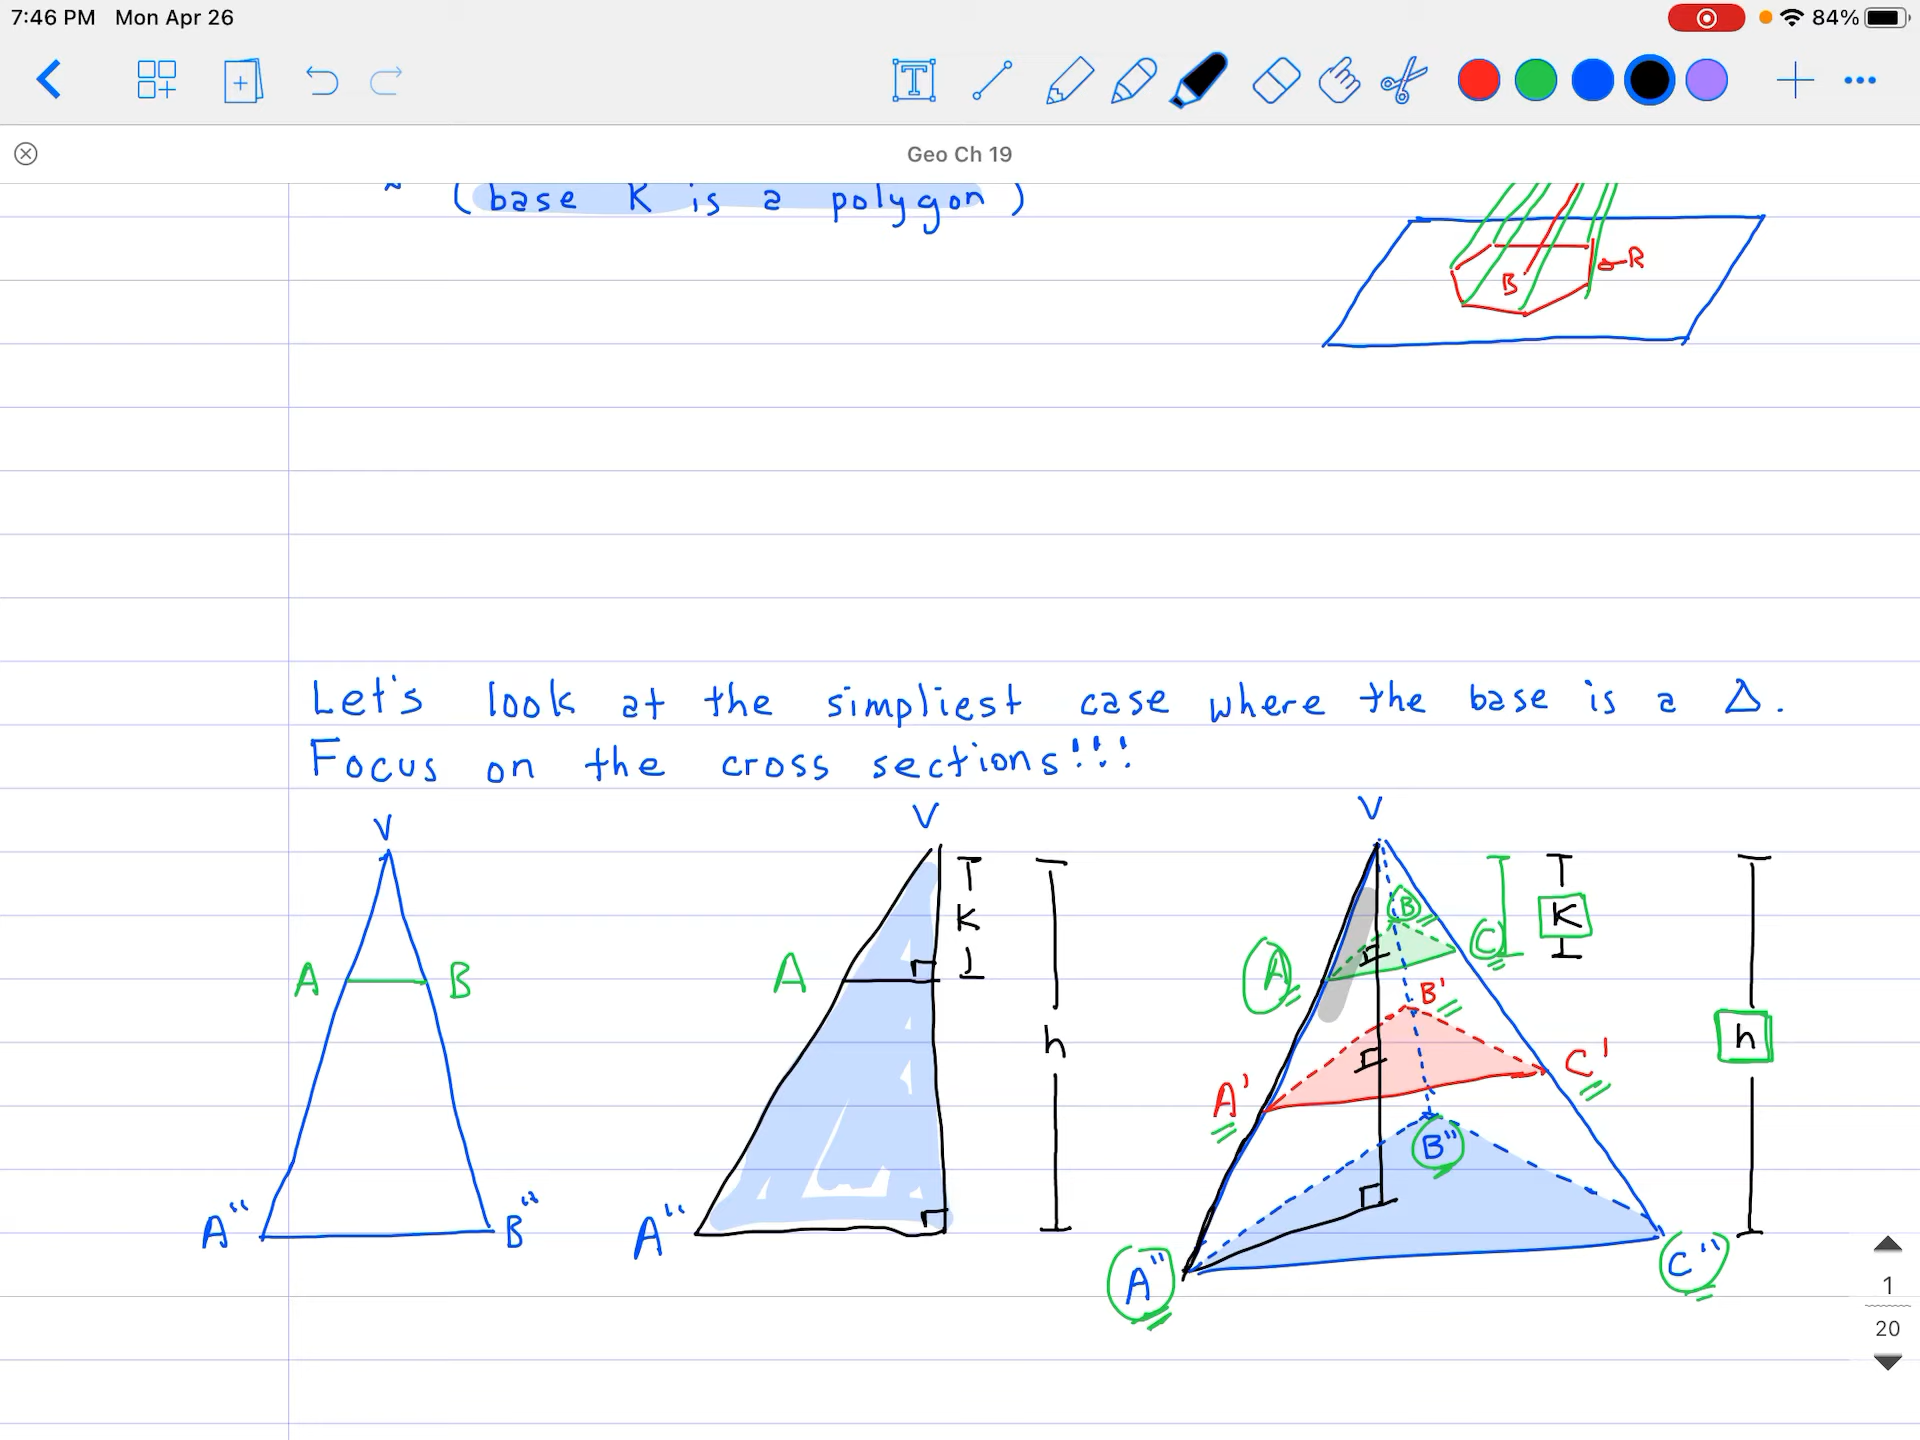 7:46 PM Mon Apr 26
84%
T
Geo Ch 19
~ (base K is a polygon)
B
R
Let's look at the simpliest case where the base is a Δ.
Focus on the cross sections!!!
V
A B
A" B"
V
K
A
h
A"
V
B
C
K
A
B'
C'
h
A'
B"
A"
C"
1
20